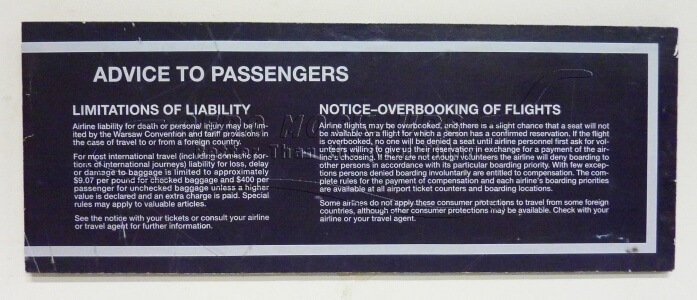 ADVICE TO PASSENGERS
LIMITATIONS OF LIABILITY
Airline liability for death or personal injury may be lim-
ited by the Warsaw Convention and tariff provisions in
the case of travel to or from a foreign country.
For most international travel (including domestic por-
tions of international journeys) liability for loss, delay
or damage to baggage is limited to approximately
$9.07 per pound for checked baggage and $400 per
passenger for unchecked baggage unless a higher
value is declared and an extra charge is paid. Special
rules may apply to valuable articles.
See the notice with your tickets or consult your airline
or travel agent for further information.
NOTICE–OVERBOOKING OF FLIGHTS
Airline flights may be overbooked, and there is a slight chance that a seat will not
be available on a flight for which a person has a confirmed reservation. If the flight
is overbooked, no one will be denied a seat until airline personnel first ask for vol-
unteers willing to give up their reservation in exchange for a payment of the air-
line's choosing. If there are not enough volunteers the airline will deny boarding to
other persons in accordance with its particular boarding priority. With few excep-
tions persons denied boarding involuntarily are entitled to compensation. The com-
plete rules for the payment of compensation and each airline's boarding priorities
are available at all airport ticket counters and boarding locations.
Some airlines do not apply these consumer protections to travel from some foreign
countries, although other consumer protections may be available. Check with your
airline or your travel agent.